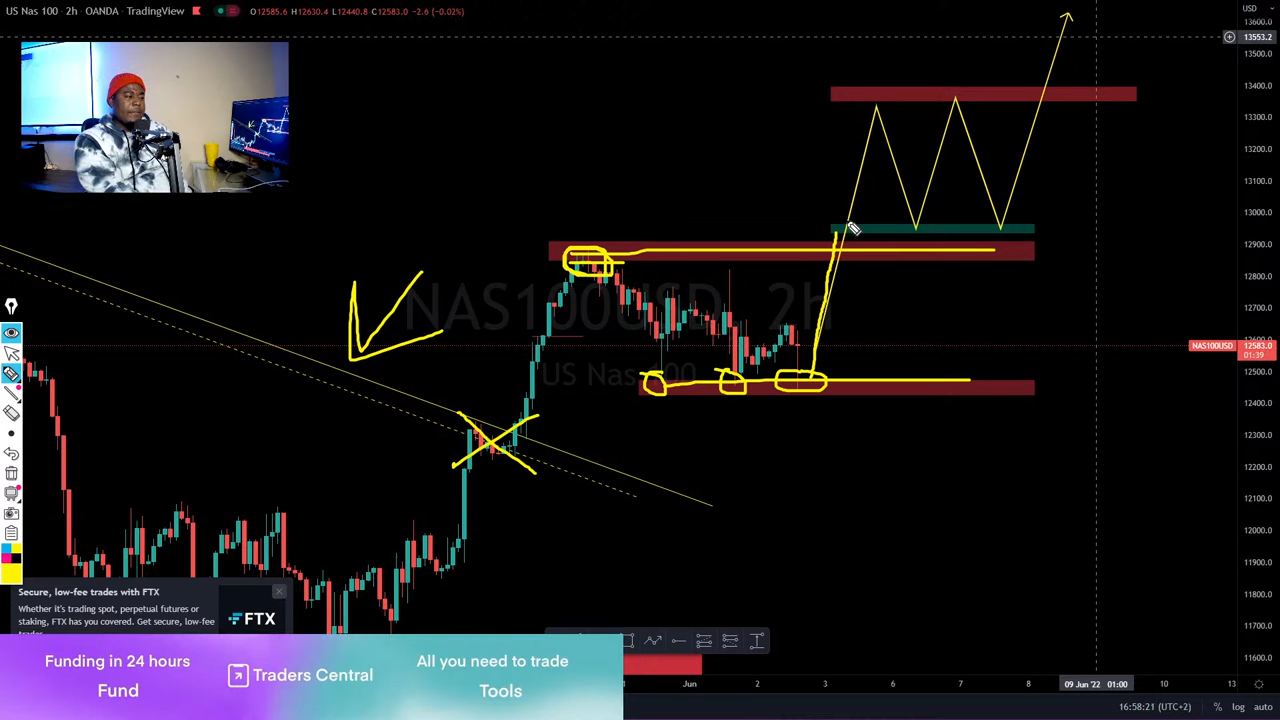 US Nas 100 · 2h · OANDA · TradingView
O12585.6 H12630.4 L12440.8 C12583.0 -2.6 (-0.02%)
USD
13600.0
13553.2
13500.0
13400.0
13300.0
13200.0
13100.0
13000.0
12900.0
12800.0
12700.0
NAS100USD, 2h
US Nas 100
NAS100USD
12583.0
01:39
12500.0
12400.0
12300.0
12200.0
12100.0
12000.0
11900.0
11800.0
11700.0
11600.0
Secure, low-fee trades with FTX
Whether it's trading spot, perpetual futures or
staking, FTX has you covered. Get secure, low-fee
trades
FTX
Funding in 24 hours
Fund
Traders Central
All you need to trade
Tools
Jun
2
3
6
7
09 Jun '22 01:00
10
13
16:58:21 (UTC+2)
%
log
auto